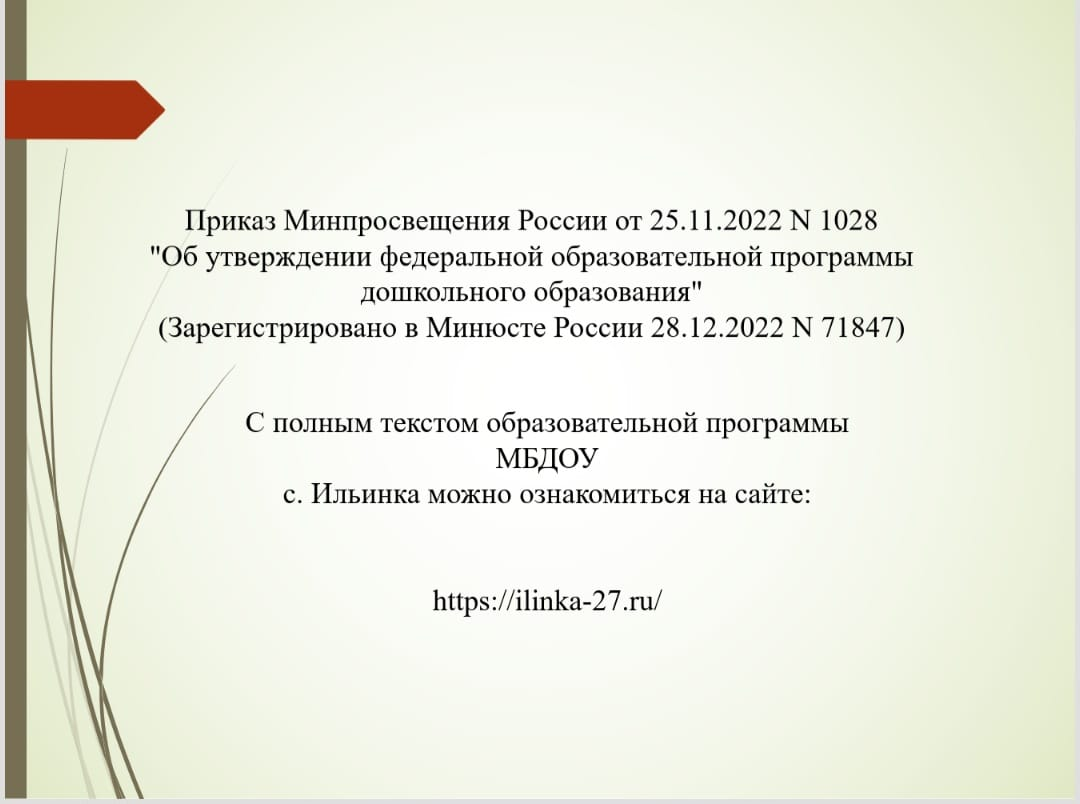 Приказ Минпросвещения России от 25.11.2022 N 1028
"Об утверждении федеральной образовательной программы
дошкольного образования"
(Зарегистрировано в Минюсте России 28.12.2022 N 71847)
С полным текстом образовательной программы
МБДОУ
с. Ильинка можно ознакомиться на сайте:
https://ilinka-27.ru/